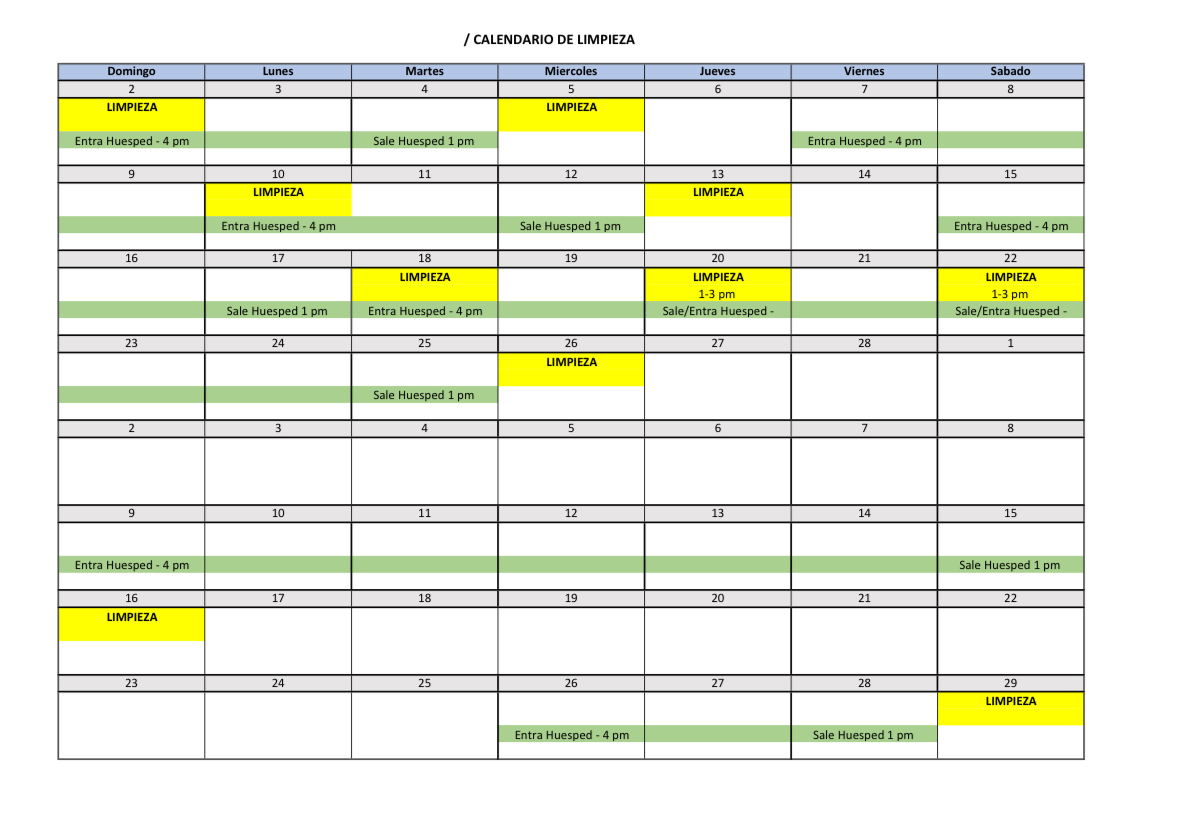 / CALENDARIO DE LIMPIEZA
Domingo Lunes Martes Miercoles Jueves Viernes Sabado
2 3 4 5 6 7 8
LIMPIEZA LIMPIEZA
Entra Huesped - 4 pm Sale Huesped 1 pm Entra Huesped - 4 pm
9 10 11 12 13 14 15
LIMPIEZA LIMPIEZA
Entra Huesped - 4 pm Sale Huesped 1 pm Entra Huesped - 4 pm
16 17 18 19 20 21 22
LIMPIEZA LIMPIEZA LIMPIEZA
1-3 pm 1-3 pm
Sale Huesped 1 pm Entra Huesped - 4 pm Sale/Entra Huesped - Sale/Entra Huesped -
23 24 25 26 27 28 1
LIMPIEZA
Sale Huesped 1 pm
2 3 4 5 6 7 8
9 10 11 12 13 14 15
Entra Huesped - 4 pm Sale Huesped 1 pm
16 17 18 19 20 21 22
LIMPIEZA
23 24 25 26 27 28 29
LIMPIEZA
Entra Huesped - 4 pm Sale Huesped 1 pm